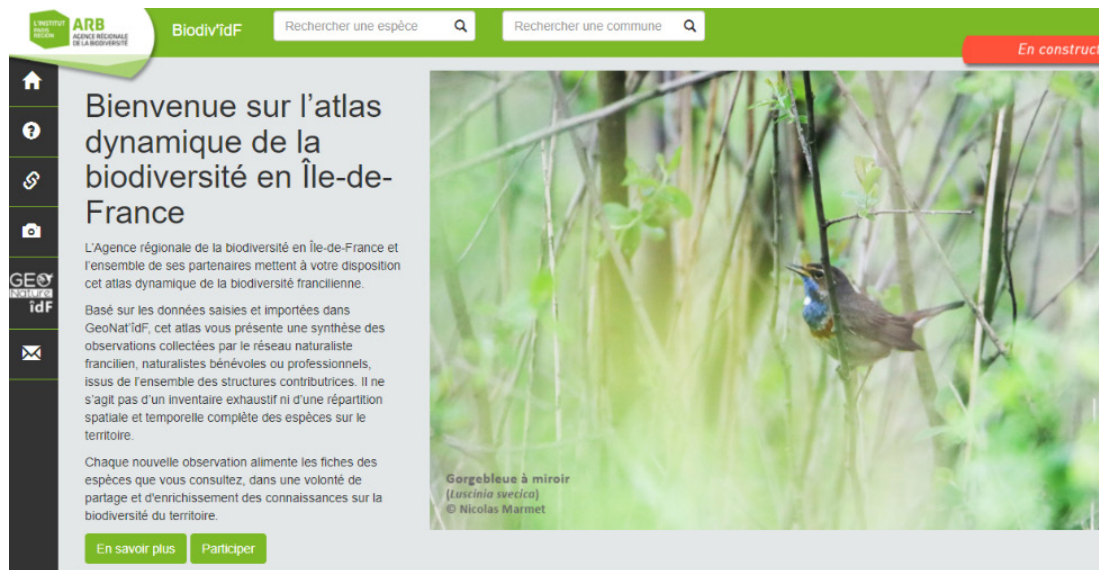 L'INSTITUT
PARIS
REGION
ARB
AGENCE RÉGIONALE
DE LA BIODIVERSITÉ
Biodiv'îdF
Rechercher une espèce
Rechercher une commune
En construct
Bienvenue sur l'atlas
dynamique de la
biodiversité en Île-de-
France
L'Agence régionale de la biodiversité en Île-de-France et
l'ensemble de ses partenaires mettent à votre disposition
cet atlas dynamique de la biodiversité francilienne.
Basé sur les données saisies et importées dans
GeoNat'îdF, cet atlas vous présente une synthèse des
observations collectées par le réseau naturaliste
francilien, naturalistes bénévoles ou professionnels,
issus de l'ensemble des structures contributrices. Il ne
s'agit pas d'un inventaire exhaustif ni d'une répartition
spatiale et temporelle complète des espèces sur le
territoire.
Chaque nouvelle observation alimente les fiches des
espèces que vous consultez, dans une volonté de
partage et d'enrichissement des connaissances sur la
biodiversité du territoire.
En savoir plus
Participer
GEO
Nature
îdF
Gorgebleue à miroir
(Luscinia svecica)
© Nicolas Marmet